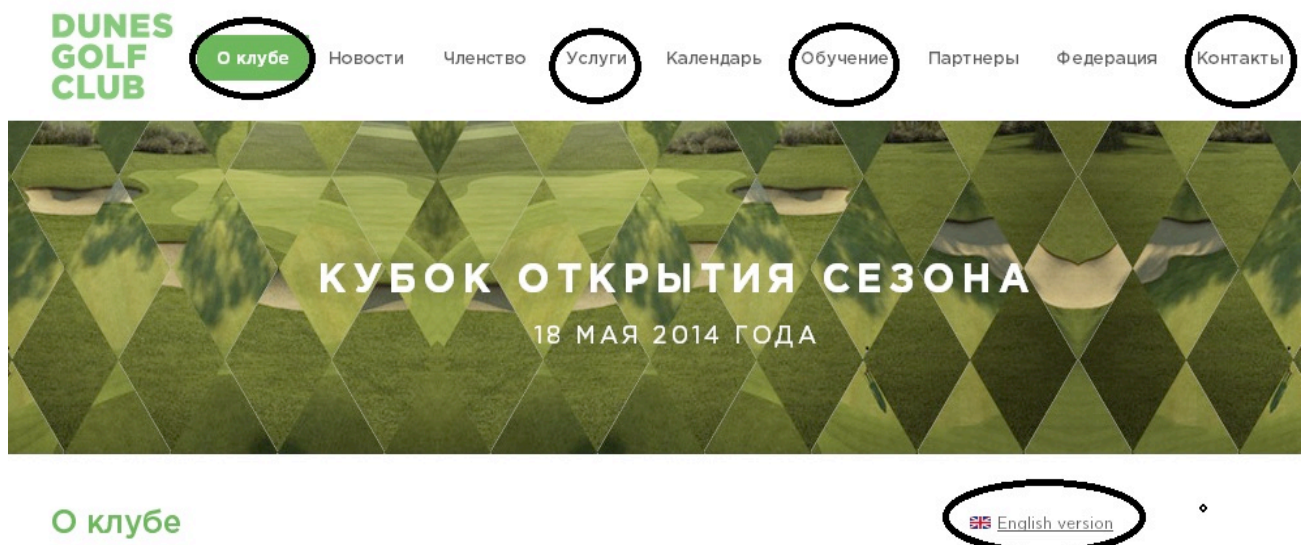 DUNES
GOLF
CLUB
О клубе Новости Членство Услуги Календарь Обучение Партнеры Федерация Контакты
КУБОК ОТКРЫТИЯ СЕЗОНА
18 МАЯ 2014 ГОДА
О клубе
English version